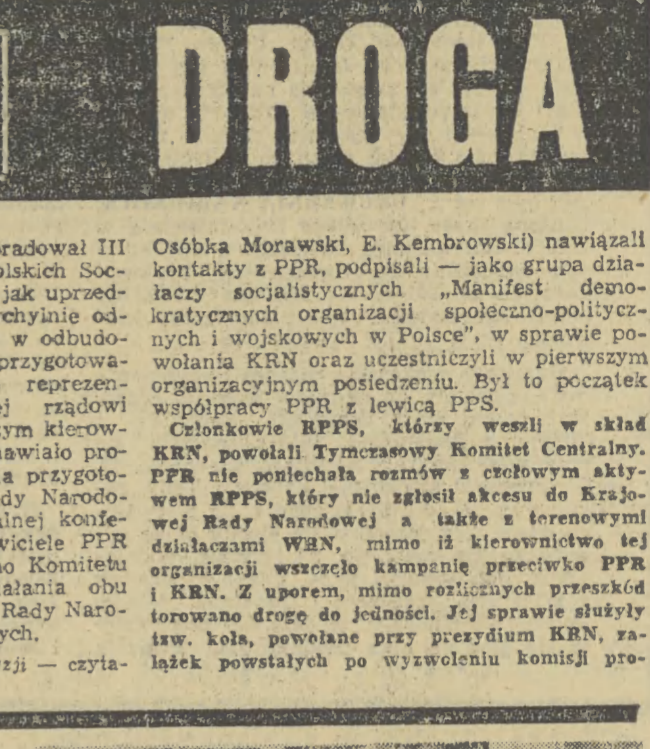 DROGA
radował III
olskich Soc-
jak uprzed-
rchylnie od-
w odbudo-
przygotowa-
reprezen-
ej rządowi
zym kierow-
nawiało pro-
a przygoto-
dy Narodo-
alnej konfe-
wiciele PPR
no Komitetu
ałania obu
Rady Naro-
ych.
zji — czyta-
Osóbka Morawski, E. Kembrowski) nawiązali
kontakty z PPR, podpisali — jako grupa dzia-
łaczy socjalistycznych „Manifest demo-
kratycznych organizacji społeczno-politycz-
nych i wojskowych w Polsce”, w sprawie po-
wołania KRN oraz uczestniczyli w pierwszym
organizacyjnym posiedzeniu. Był to początek
współpracy PPR z lewicą PPS.
Członkowie RPPS, którzy weszli w skład
KRN, powołali Tymczasowy Komitet Centralny.
PPR nie poniechała rozmów z czołowym akty-
wem RPPS, który nie zgłosił akcesu do Krajo-
wej Rady Narodowej a także z terenowymi
działaczami WRN, mimo iż kierownictwo tej
organizacji wszczęło kampanię przeciwko PPR
i KRN. Z uporem, mimo rozlicznych przeszkód
torowano drogę do jedności. Jej sprawie służyły
tzw. koła, powołane przy prezydium KRN, za-
lążek powstałych po wyzwoleniu komisji pro-